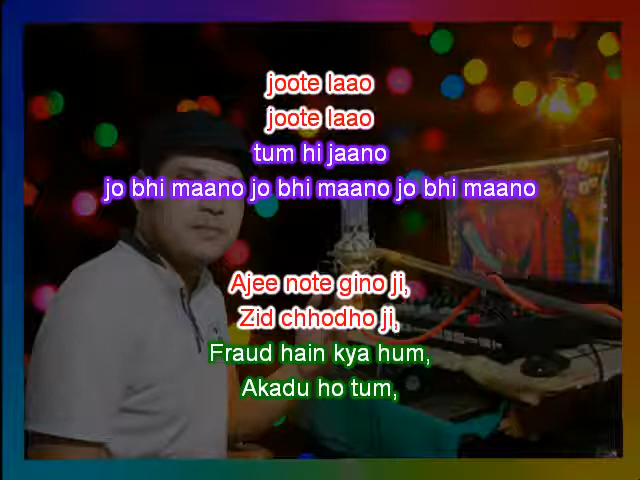 joote laao
joote laao
tum hi jaano
jo bhi maano jo bhi maano jo bhi maano
Ajee note gino ji,
Zid chhodho ji,
Fraud hain kya hum,
Akadu ho tum,